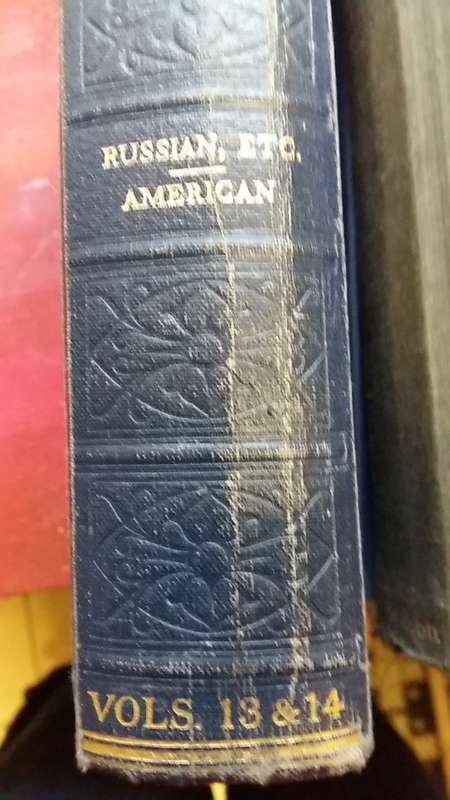 RUSSIAN, ETC.
AMERICAN
VOLS. 13 & 14